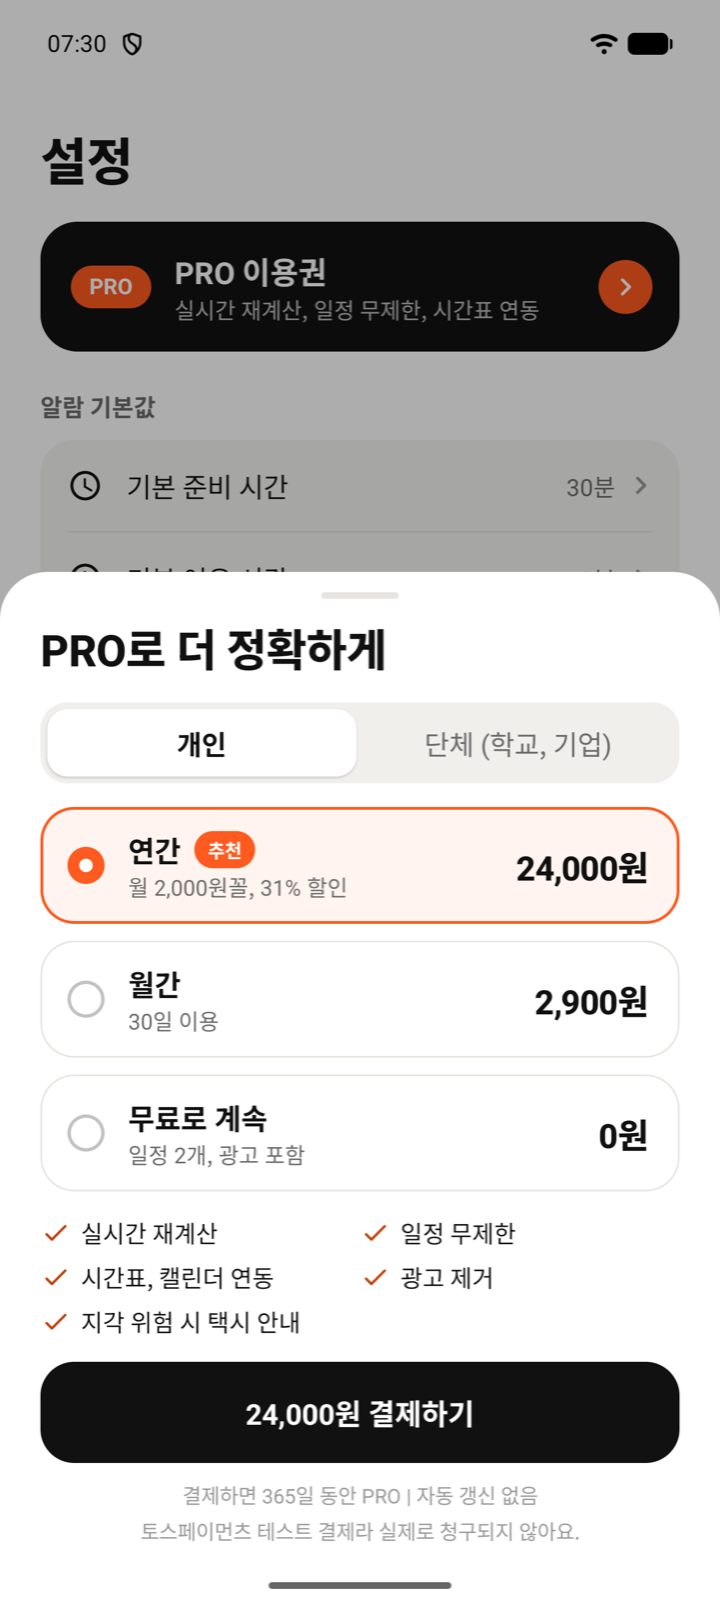 07:30
설정
PRO
PRO 이용권
실시간 재계산, 일정 무제한, 시간표 연동
알람 기본값
기본 준비 시간
30분
PRO로 더 정확하게
개인
단체 (학교, 기업)
연간 추천
월 2,000원꼴, 31% 할인
24,000원
월간
30일 이용
2,900원
무료로 계속
일정 2개, 광고 포함
0원
실시간 재계산
일정 무제한
시간표, 캘린더 연동
광고 제거
지각 위험 시 택시 안내
24,000원 결제하기
결제하면 365일 동안 PRO | 자동 갱신 없음
토스페이먼츠 테스트 결제라 실제로 청구되지 않아요.